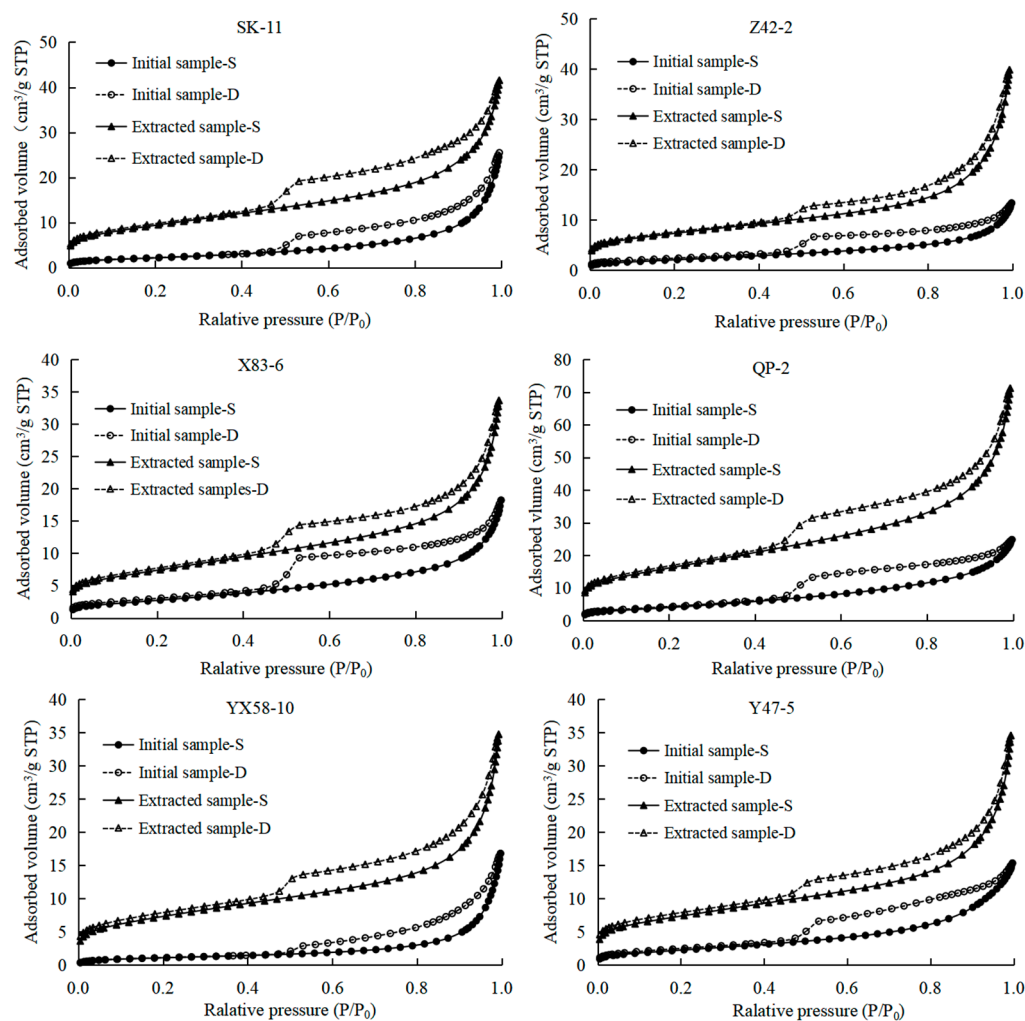 SK-11
Adsorbed volume（cm³/g STP)
50
40
30
20
10
0
Initial sample-S
Initial sample-D
Extracted sample-S
Extracted sample-D
0.0 0.2 0.4 0.6 0.8 1.0
Ralative pressure (P/P₀)
Z42-2
Adsorbed volume (cm³/g STP)
50
40
30
20
10
0
Initial sample-S
Initial sample-D
Extracted sample-S
Extracted sample-D
0.0 0.2 0.4 0.6 0.8 1.0
Ralative pressure (P/P₀)
X83-6
Adsorbed volume (cm³/g STP)
40
35
30
25
20
15
10
5
0
Initial sample-S
Initial sample-D
Extracted sample-S
Extracted samples-D
0.0 0.2 0.4 0.6 0.8 1.0
Ralative pressure (P/P₀)
QP-2
Adsorbed vlume (cm³/g STP)
80
70
60
50
40
30
20
10
0
Initial sample-S
Initial sample-D
Extracted sample-S
Extracted sample-D
0.0 0.2 0.4 0.6 0.8 1.0
Ralative pressure (P/P₀)
YX58-10
Adsorbed volume (cm³/g STP)
40
35
30
25
20
15
10
5
0
Initial sample-S
Initial sample-D
Extracted sample-S
Extracted sample-D
0.0 0.2 0.4 0.6 0.8 1.0
Ralative pressure (P/P₀)
Y47-5
Adsorbed volume (cm³/g STP)
40
35
30
25
20
15
10
5
0
Initial sample-S
Initial sample-D
Extracted sample-S
Extracted sample-D
0.0 0.2 0.4 0.6 0.8 1.0
Ralative pressure (P/P₀)